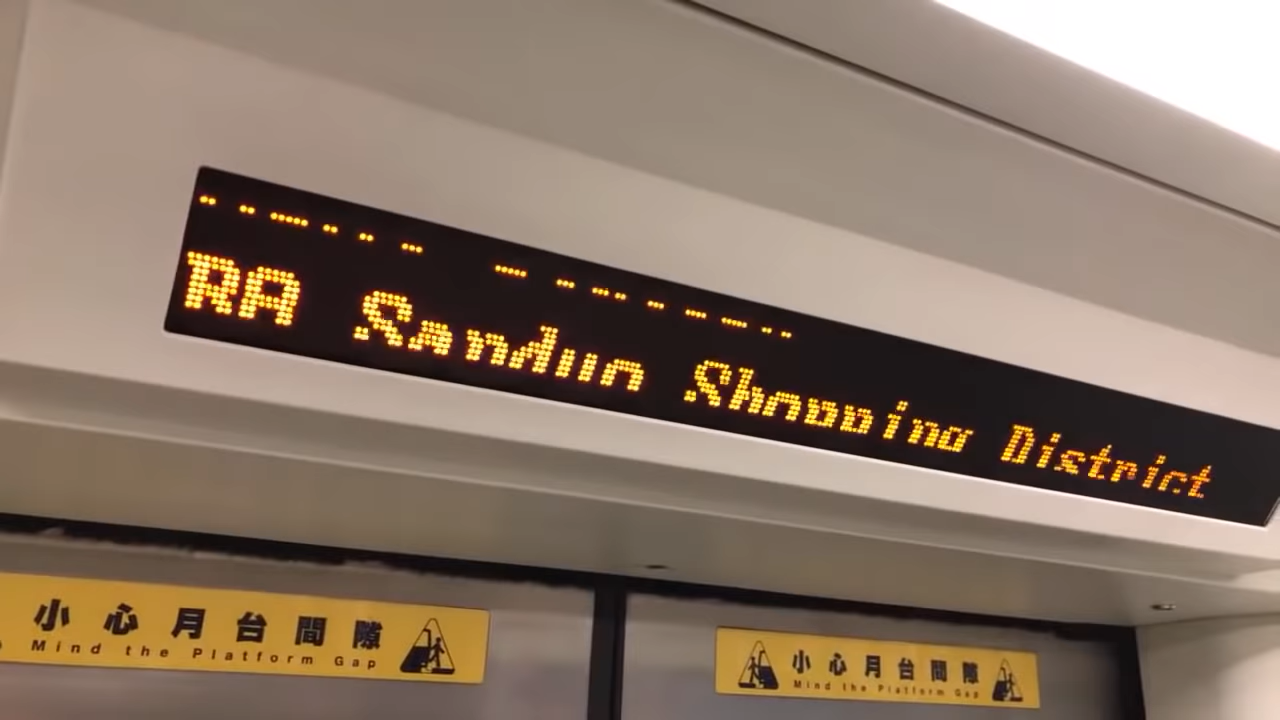 R8 Sanduo Shopping District
小心月台間隙
Mind the Platform Gap
小心月台間隙
Mind the Platform Gap